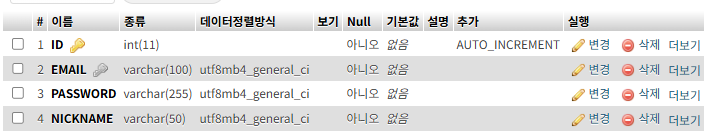 # 이름 종류 데이터정렬방식 보기 Null 기본값 설명 추가 실행
1 ID int(11) 아니오 없음 AUTO_INCREMENT 변경 삭제 더보기
2 EMAIL varchar(100) utf8mb4_general_ci 아니오 없음 변경 삭제 더보기
3 PASSWORD varchar(255) utf8mb4_general_ci 아니오 없음 변경 삭제 더보기
4 NICKNAME varchar(50) utf8mb4_general_ci 아니오 없음 변경 삭제 더보기